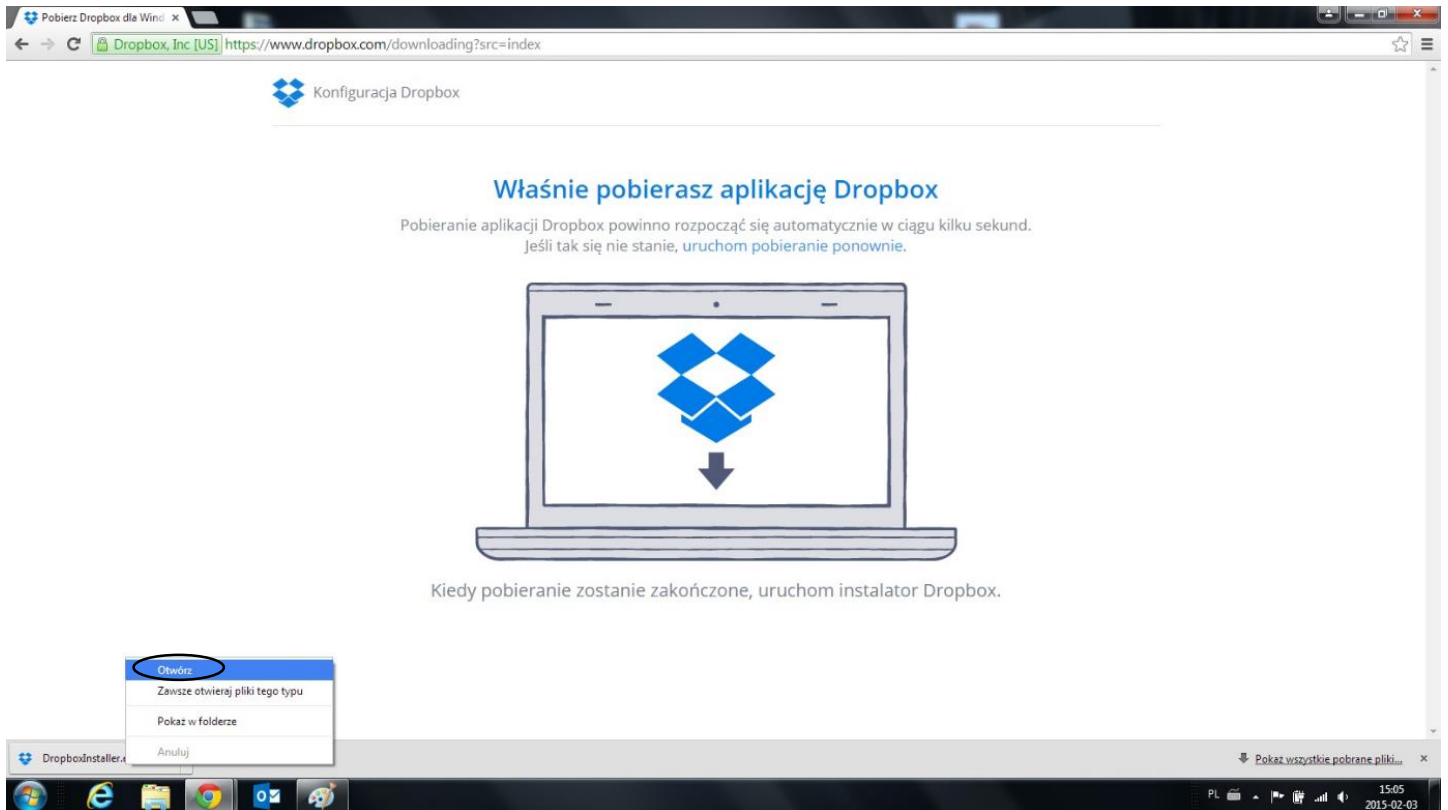 Pobierz Dropbox dla Wind
Dropbox, Inc [US] https://www.dropbox.com/downloading?src=index
Konfiguracja Dropbox
Właśnie pobierasz aplikację Dropbox
Pobieranie aplikacji Dropbox powinno rozpocząć się automatycznie w ciągu kilku sekund.
Jeśli tak się nie stanie, uruchom pobieranie ponownie.
Kiedy pobieranie zostanie zakończone, uruchom instalator Dropbox.
Otwórz
Zawsze otwieraj pliki tego typu
Pokaż w folderze
Anuluj
DropboxInstaller.
Pokaż wszystkie pobrane pliki...
PL
15:05
2015-02-03